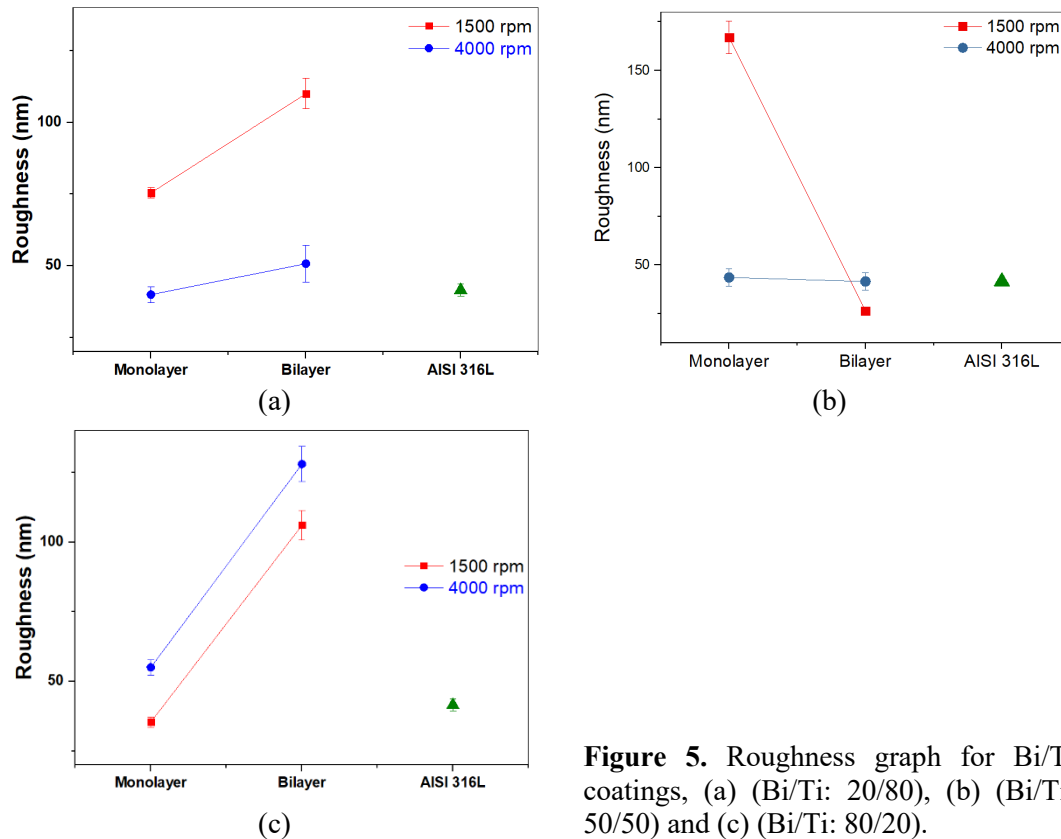 1500 rpm
4000 rpm
Roughness (nm)
100
50
Monolayer Bilayer AISI 316L
(a)
1500 rpm
4000 rpm
Roughness (nm)
150
100
50
Monolayer Bilayer AISI 316L
(b)
Roughness (nm)
100
50
1500 rpm
4000 rpm
Monolayer Bilayer AISI 316L
(c)
Figure 5. Roughness graph for Bi/T
coatings, (a) (Bi/Ti: 20/80), (b) (Bi/Ti
50/50) and (c) (Bi/Ti: 80/20).